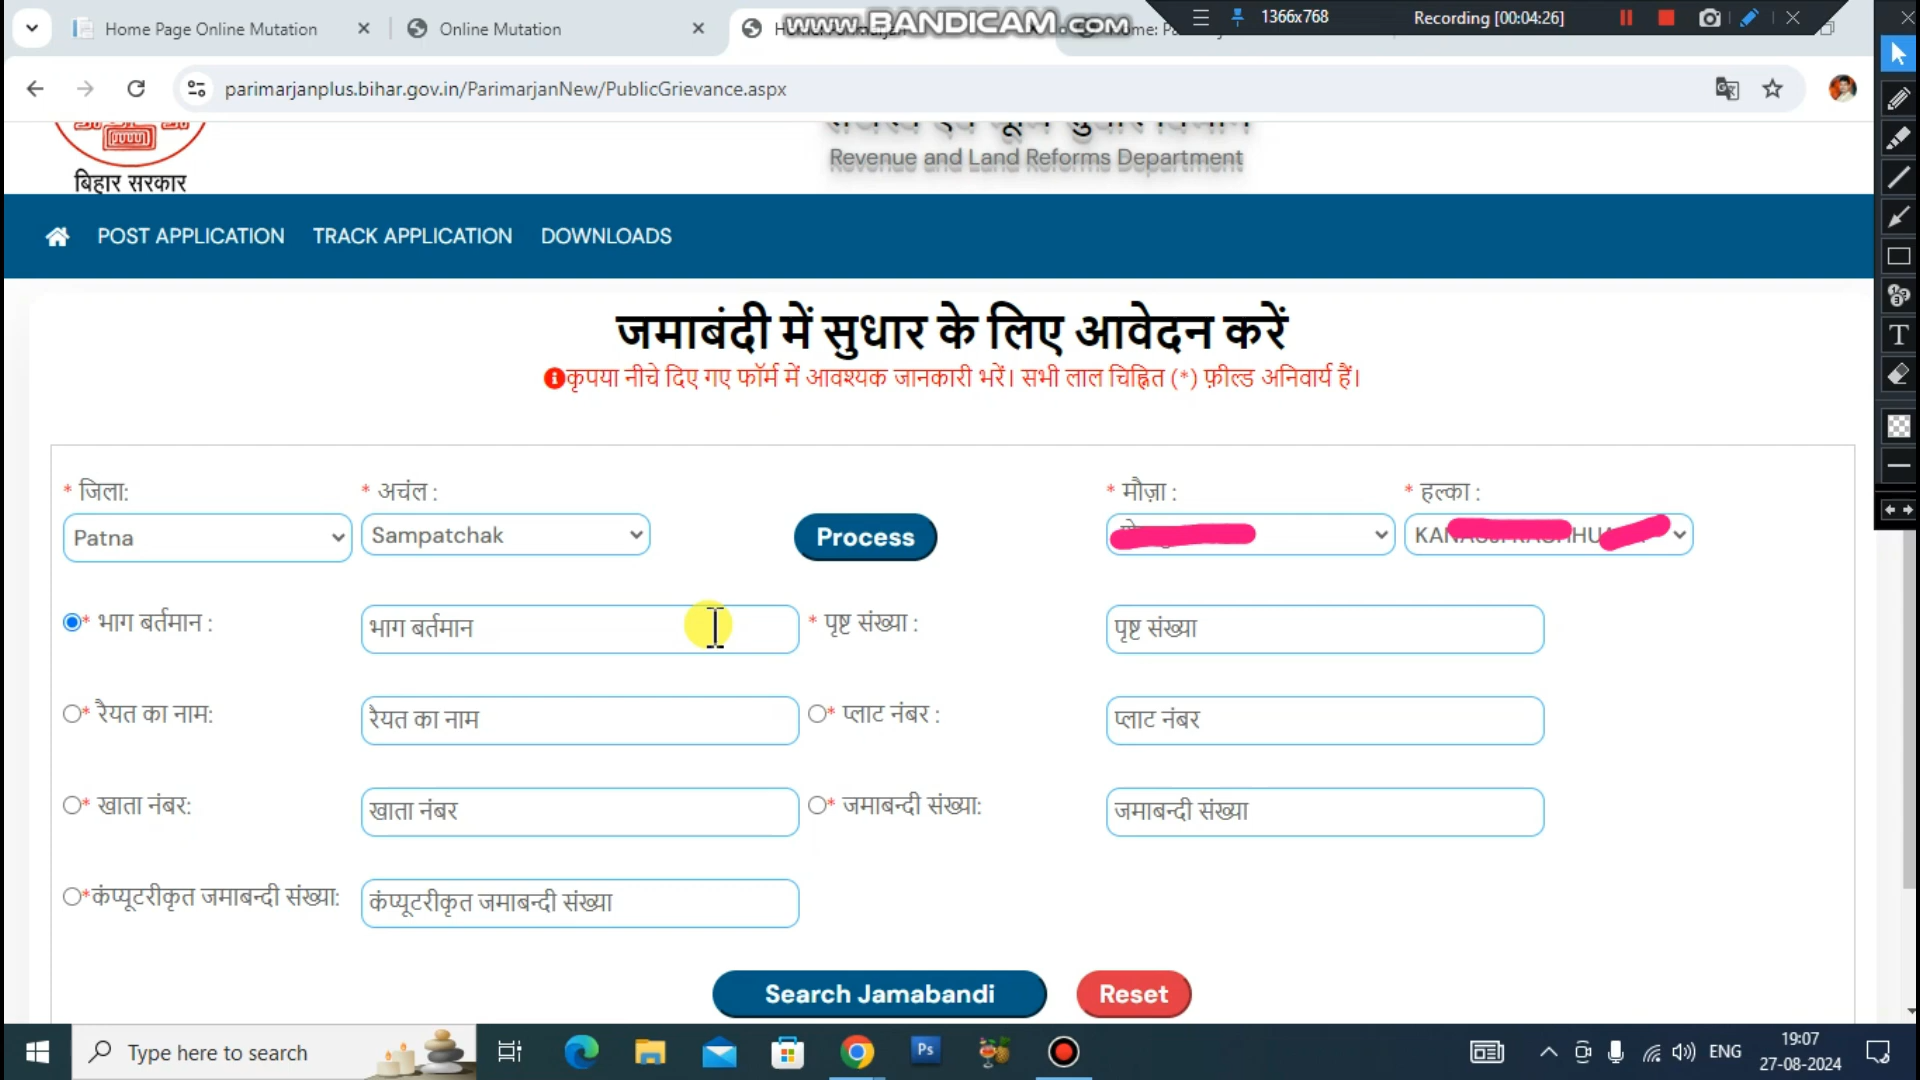 Home Page Online Mutation
Online Mutation
www.BANDICAM.com
1366x768
Recording [00:04:26]
parimarjanplus.bihar.gov.in/ParimarjanNew/PublicGrievance.aspx
बिहार सरकार
Revenue and Land Reforms Department
POST APPLICATION
TRACK APPLICATION
DOWNLOADS
जमाबंदी में सुधार के लिए आवेदन करें
कृपया नीचे दिए गए फॉर्म में आवश्यक जानकारी भरें। सभी लाल चिह्नित (*) फ़ील्ड अनिवार्य हैं।
* जिला:
* अचंल :
* मौज़ा :
* हल्का :
Patna
Sampatchak
Process
* भाग बर्तमान :
भाग बर्तमान
* पृष्ट संख्या :
पृष्ट संख्या
* रैयत का नाम:
रैयत का नाम
* प्लाट नंबर :
प्लाट नंबर
* खाता नंबर:
खाता नंबर
* जमाबन्दी संख्या:
जमाबन्दी संख्या
*कंप्यूटरीकृत जमाबन्दी संख्या:
कंप्यूटरीकृत जमाबन्दी संख्या
Search Jamabandi
Reset
Type here to search
Ps
ENG
19:07
27-08-2024